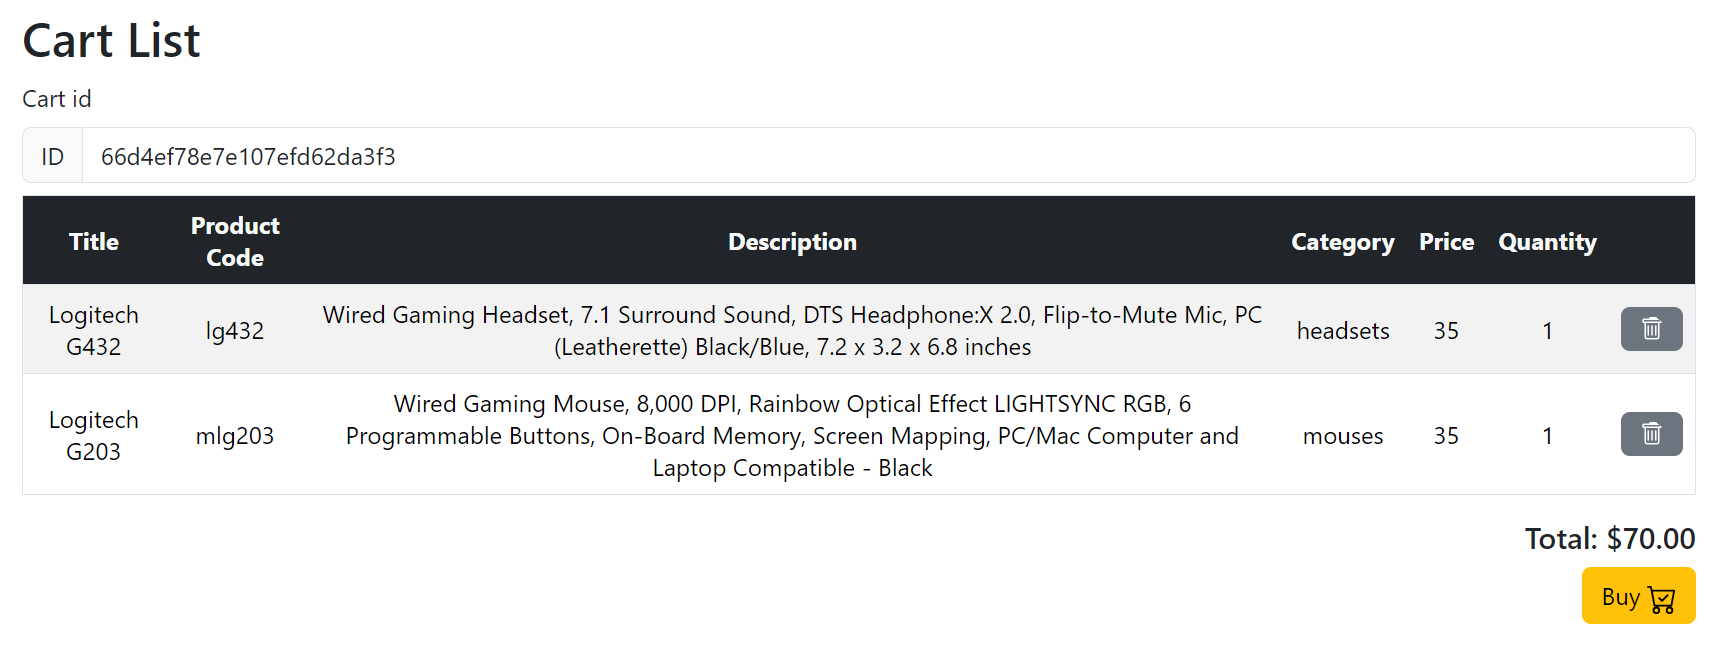 Cart List
Cart id
ID 66d4ef78e7e107efd62da3f3
Title Product Code Description Category Price Quantity
Logitech G432 lg432 Wired Gaming Headset, 7.1 Surround Sound, DTS Headphone:X 2.0, Flip-to-Mute Mic, PC
(Leatherette) Black/Blue, 7.2 x 3.2 x 6.8 inches headsets 35 1
Logitech G203 mlg203 Wired Gaming Mouse, 8,000 DPI, Rainbow Optical Effect LIGHTSYNC RGB, 6
Programmable Buttons, On-Board Memory, Screen Mapping, PC/Mac Computer and
Laptop Compatible - Black mouses 35 1
Total: $70.00
Buy